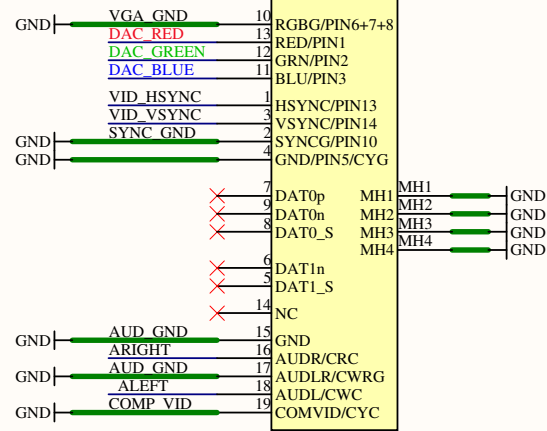 GND VGA_GND 10 RGBG/PIN6+7+8
DAC_RED 13 RED/PIN1
DAC_GREEN 12 GRN/PIN2
DAC_BLUE 11 BLU/PIN3
VID_HSYNC 1 HSYNC/PIN13
VID_VSYNC 3 VSYNC/PIN14
GND SYNC_GND 2 SYNCG/PIN10
GND 4 GND/PIN5/CYG
7 DAT0p MH1 MH1 GND
9 DAT0n MH2 MH2 GND
8 DAT0_S MH3 MH3 GND
MH4 MH4 GND
6 DAT1n
5 DAT1_S
14 NC
GND AUD_GND 15 GND
ARIGHT 16 AUDR/CRC
GND AUD_GND 17 AUDLR/CWRG
ALEFT 18 AUDL/CWC
GND COMP_VID 19 COMVID/CYC